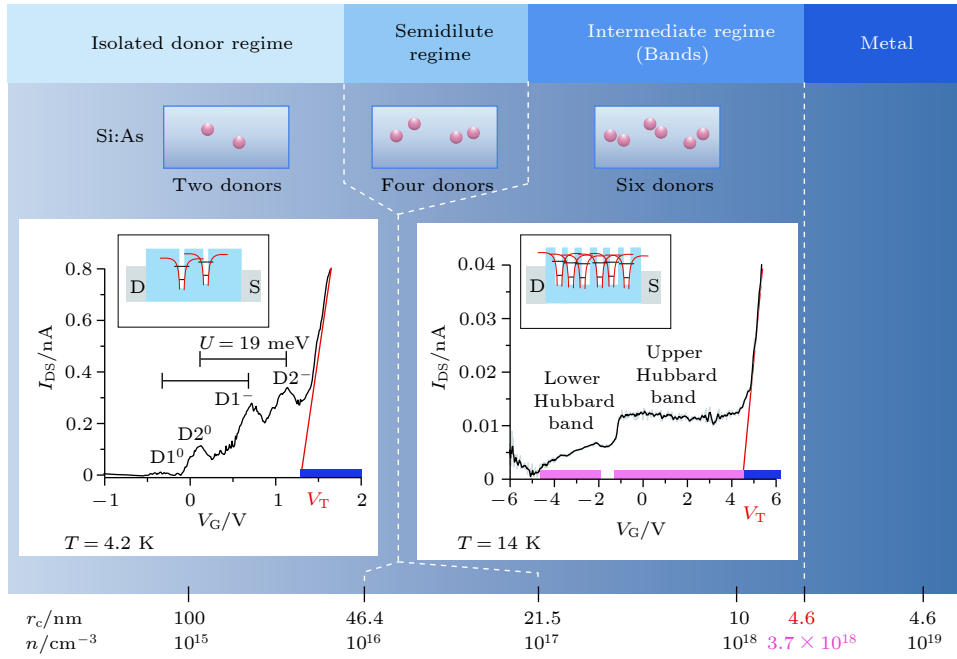 Isolated donor regime
Semidilute
regime
Intermediate regime
(Bands)
Metal
Si:As
Two donors
Four donors
Six donors
D
S
0.8
0.6
0.4
0.2
0
I_DS/nA
U = 19 meV
D1⁰
D2⁰
D1⁻
D2⁻
−1
0
1
2
V_T
V_G/V
T = 4.2 K
D
S
0.04
0.03
0.02
0.01
0
I_DS/nA
Lower
Hubbard
band
Upper
Hubbard
band
−6
−4
−2
0
2
4
6
V_T
V_G/V
T = 14 K
r_c/nm 100 46.4 21.5 10 4.6 4.6
n/cm⁻³ 10¹⁵ 10¹⁶ 10¹⁷ 10¹⁸ 3.7 × 10¹⁸ 10¹⁹